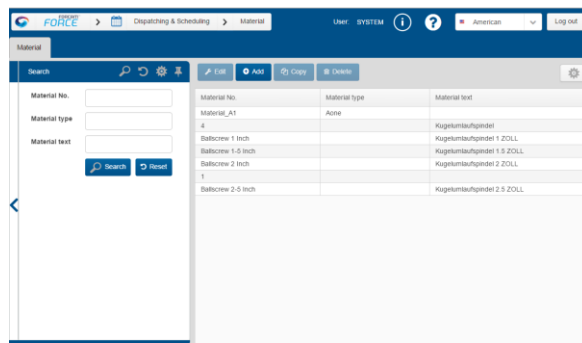 FORCAM FORCE > Dispatching & Scheduling > Material User SYSTEM i ? American Log out
Material
Search Edit Add Copy Delete
Material No.
Material type
Material text
Search Reset
Material No. Material type Material text
Material_A1 Aone
4 Kugelumlaufspindel
Ballscrew 1 Inch Kugelumlaufspindel 1 ZOLL
Ballscrew 1-5 Inch Kugelumlaufspindel 1.5 ZOLL
Ballscrew 2 Inch Kugelumlaufspindel 2 ZOLL
1
Ballscrew 2-5 Inch Kugelumlaufspindel 2.5 ZOLL